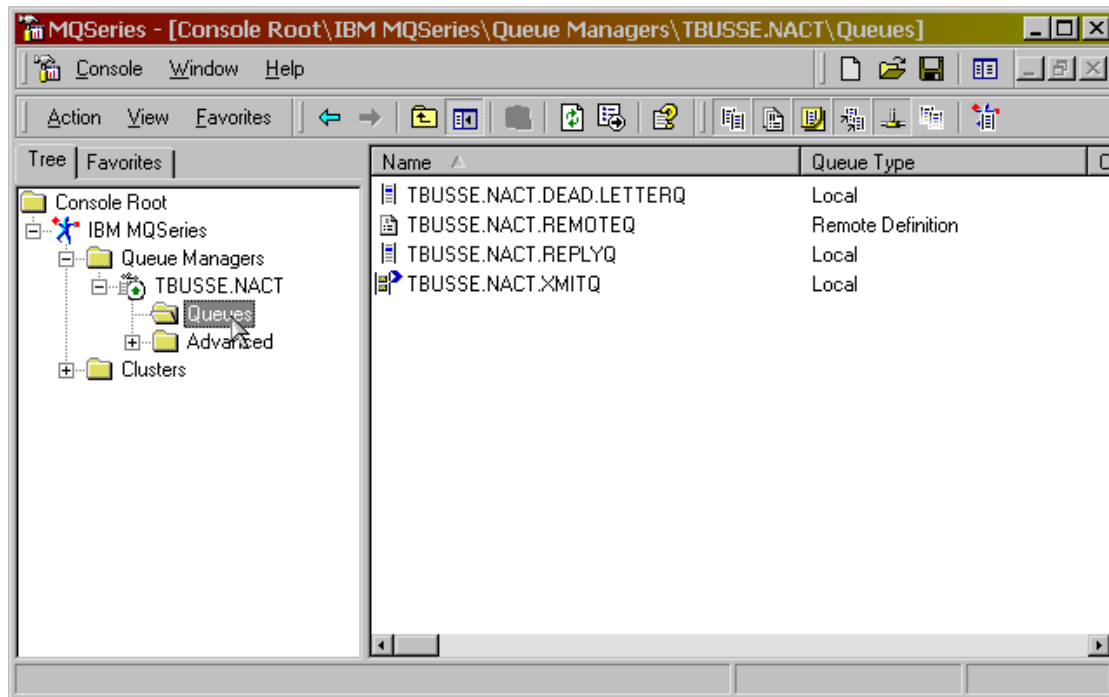 MQSeries - [Console Root\IBM MQSeries\Queue Managers\TBUSSE.NACT\Queues]
Console Window Help
Action View Favorites
Tree Favorites
Name Queue Type
Console Root
IBM MQSeries
Queue Managers
TBUSSE.NACT
Queues
Advanced
Clusters
TBUSSE.NACT.DEAD.LETTERQ Local
TBUSSE.NACT.REMOTEQ Remote Definition
TBUSSE.NACT.REPLYQ Local
TBUSSE.NACT.XMITQ Local